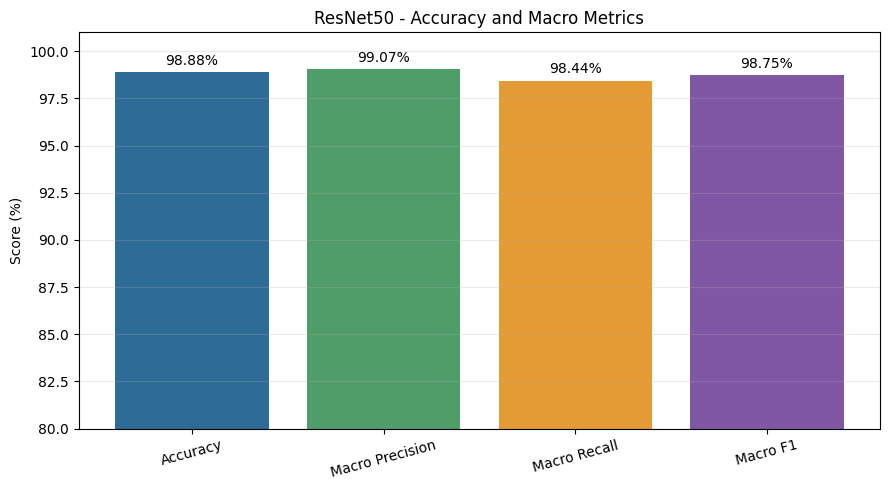 ResNet50 - Accuracy and Macro Metrics
Score (%)
100.0
97.5
95.0
92.5
90.0
87.5
85.0
82.5
80.0
98.88%
99.07%
98.44%
98.75%
Accuracy
Macro Precision
Macro Recall
Macro F1